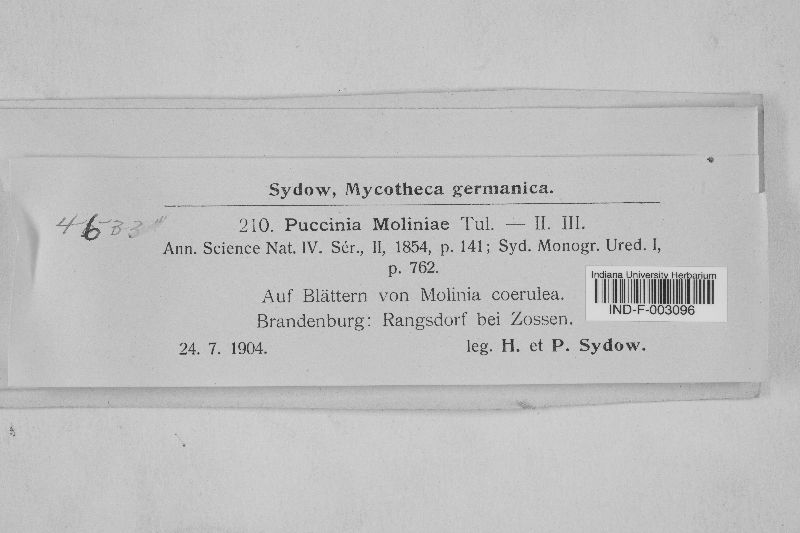 Sydow, Mycotheca germanica.
210. Puccinia Moliniae Tul. — II. III.
Ann. Science Nat. IV. Sér., II, 1854, p. 141; Syd. Monogr. Ured. I,
p. 762.
Auf Blättern von Molinia coerulea.
Brandenburg: Rangsdorf bei Zossen.
24. 7. 1904. leg. H. et P. Sydow.
Indiana University Herbarium
IND-F-003096